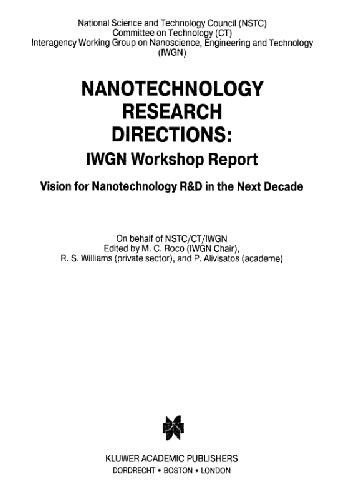 National Science and Technology Council (NSTC)
Committee on Technology (CT)
Interagency Working Group on Nanoscience, Engineering and Technology
(IWGN)
NANOTECHNOLOGY
RESEARCH
DIRECTIONS:
IWGN Workshop Report
Vision for Nanotechnology R&D in the Next Decade
On behalf of NSTC/CT/IWGN
Edited by M. C. Roco (IWGN Chair),
R. S. Williams (private sector), and P. Alivisatos (academe)
KLUWER ACADEMIC PUBLISHERS
DORDRECHT • BOSTON • LONDON